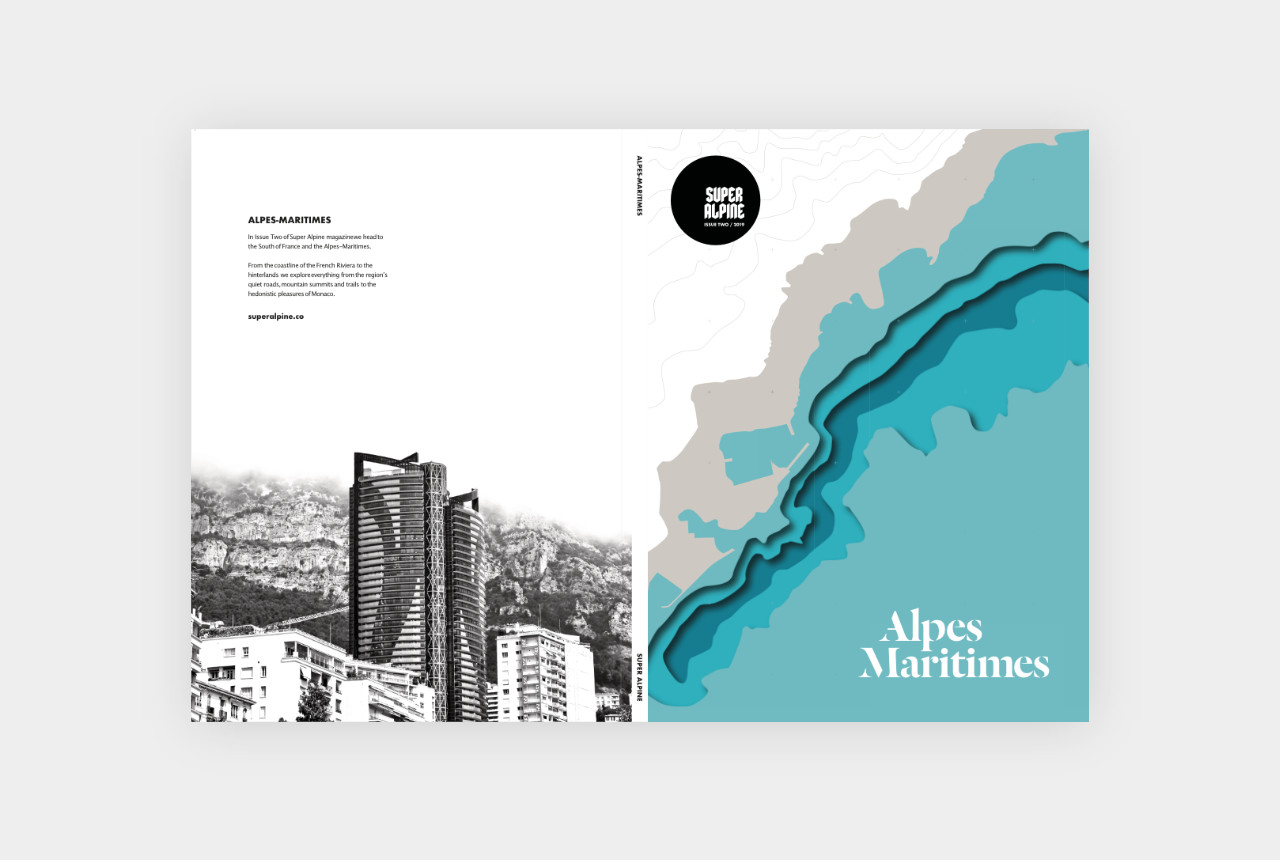 ALPES-MARITIMES
In Issue Two of Super Alpine magazinewe head to
the South of France and the Alpes-Maritimes.
From the coastline of the French Riviera to the
hinterlands we explore everything from the region's
quiet roads, mountain summits and trails to the
hedonistic pleasures of Monaco.
superalpine.co
ALPES-MARITIMES
SUPER ALPINE
SUPER
ALPINE
ISSUE TWO / 2019
Alpes
Maritimes